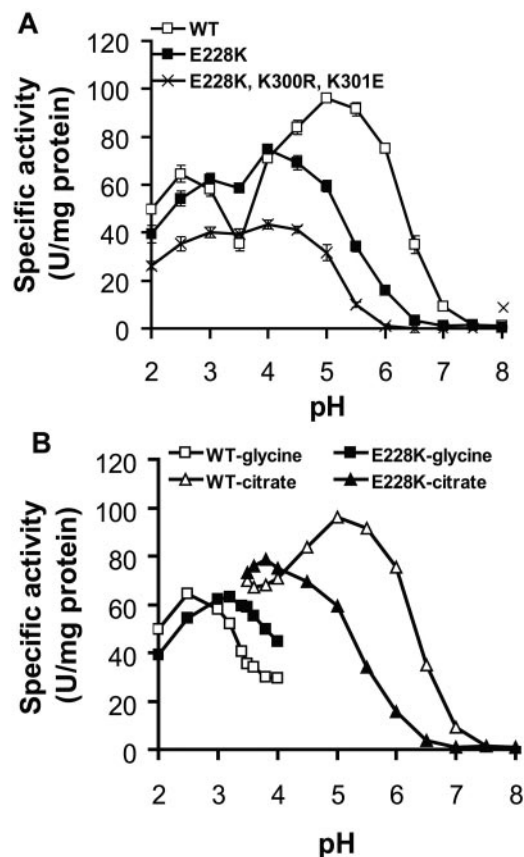 A
WT
E228K
E228K, K300R, K301E
Specific activity
(U/mg protein)
120
100
80
60
40
20
0
2 3 4 5 6 7 8
pH
B
WT-glycine E228K-glycine
WT-citrate E228K-citrate
Specific activity
(U/mg protein)
120
100
80
60
40
20
0
2 3 4 5 6 7 8
pH